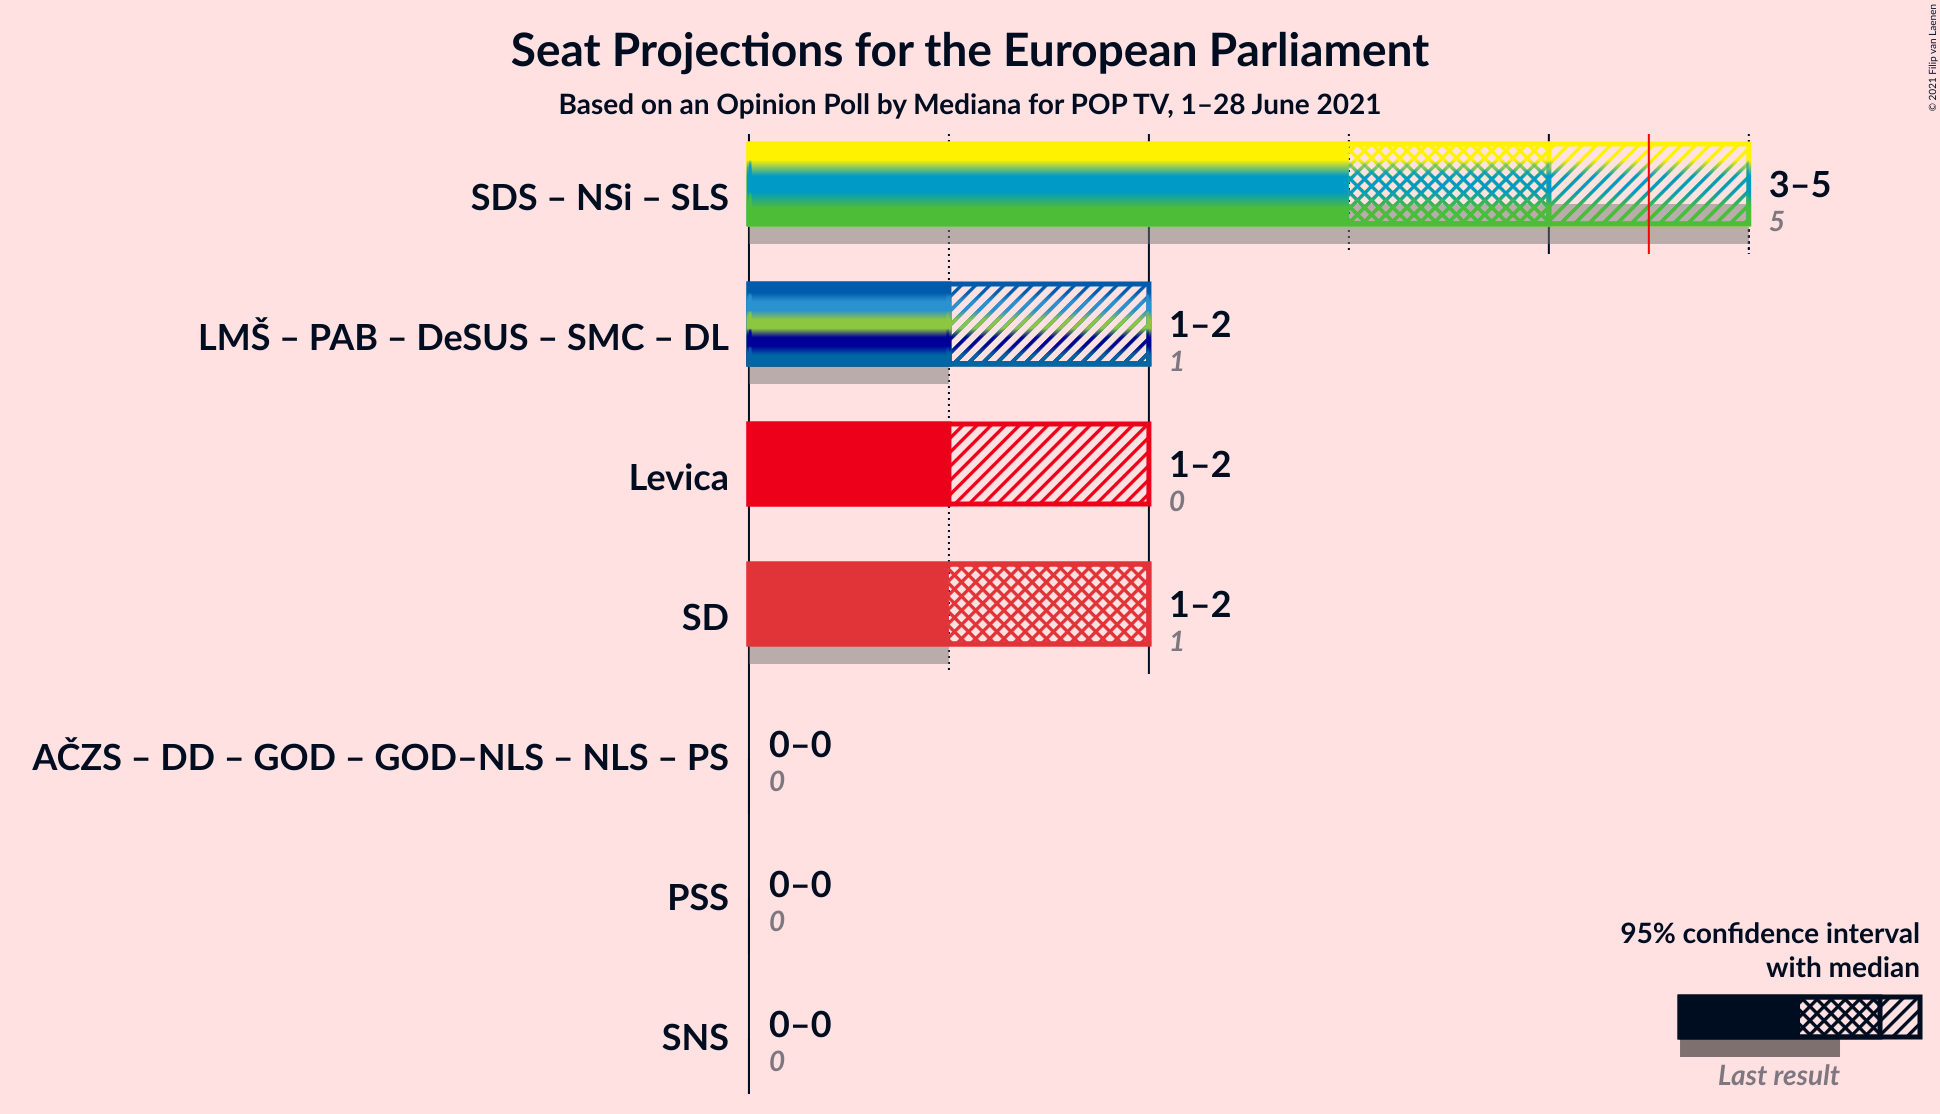 Seat Projections for the European Parliament
Based on an Opinion Poll by Mediana for POP TV, 1–28 June 2021
© 2021 Filip van Laenen
SDS – NSi – SLS
3–5
5
LMŠ – PAB – DeSUS – SMC – DL
1–2
1
Levica
1–2
0
SD
1–2
1
AČZS – DD – GOD – GOD–NLS – NLS – PS
0–0
0
PSS
0–0
0
SNS
0–0
0
95% confidence interval
with median
Last result